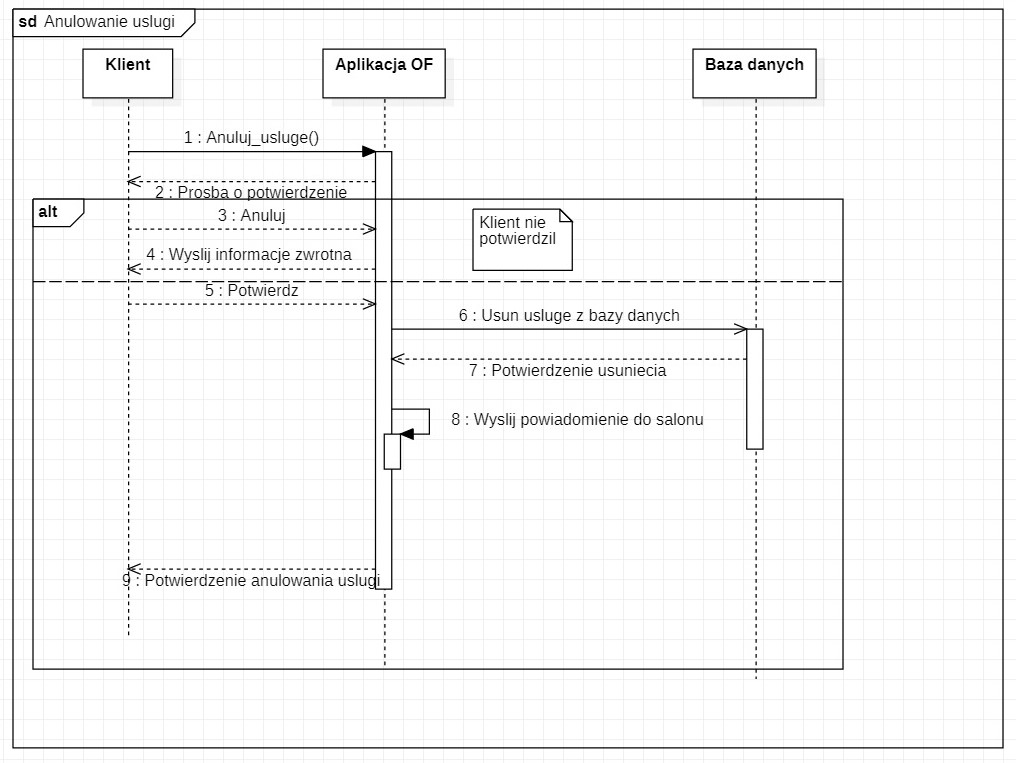 sd Anulowanie uslugi
Klient
Aplikacja OF
Baza danych
1 : Anuluj_usluge()
2 : Prosba o potwierdzenie
alt
3 : Anuluj
Klient nie
potwierdzil
4 : Wyslij informacje zwrotna
5 : Potwierdz
6 : Usun usluge z bazy danych
7 : Potwierdzenie usuniecia
8 : Wyslij powiadomienie do salonu
9 : Potwierdzenie anulowania uslugi